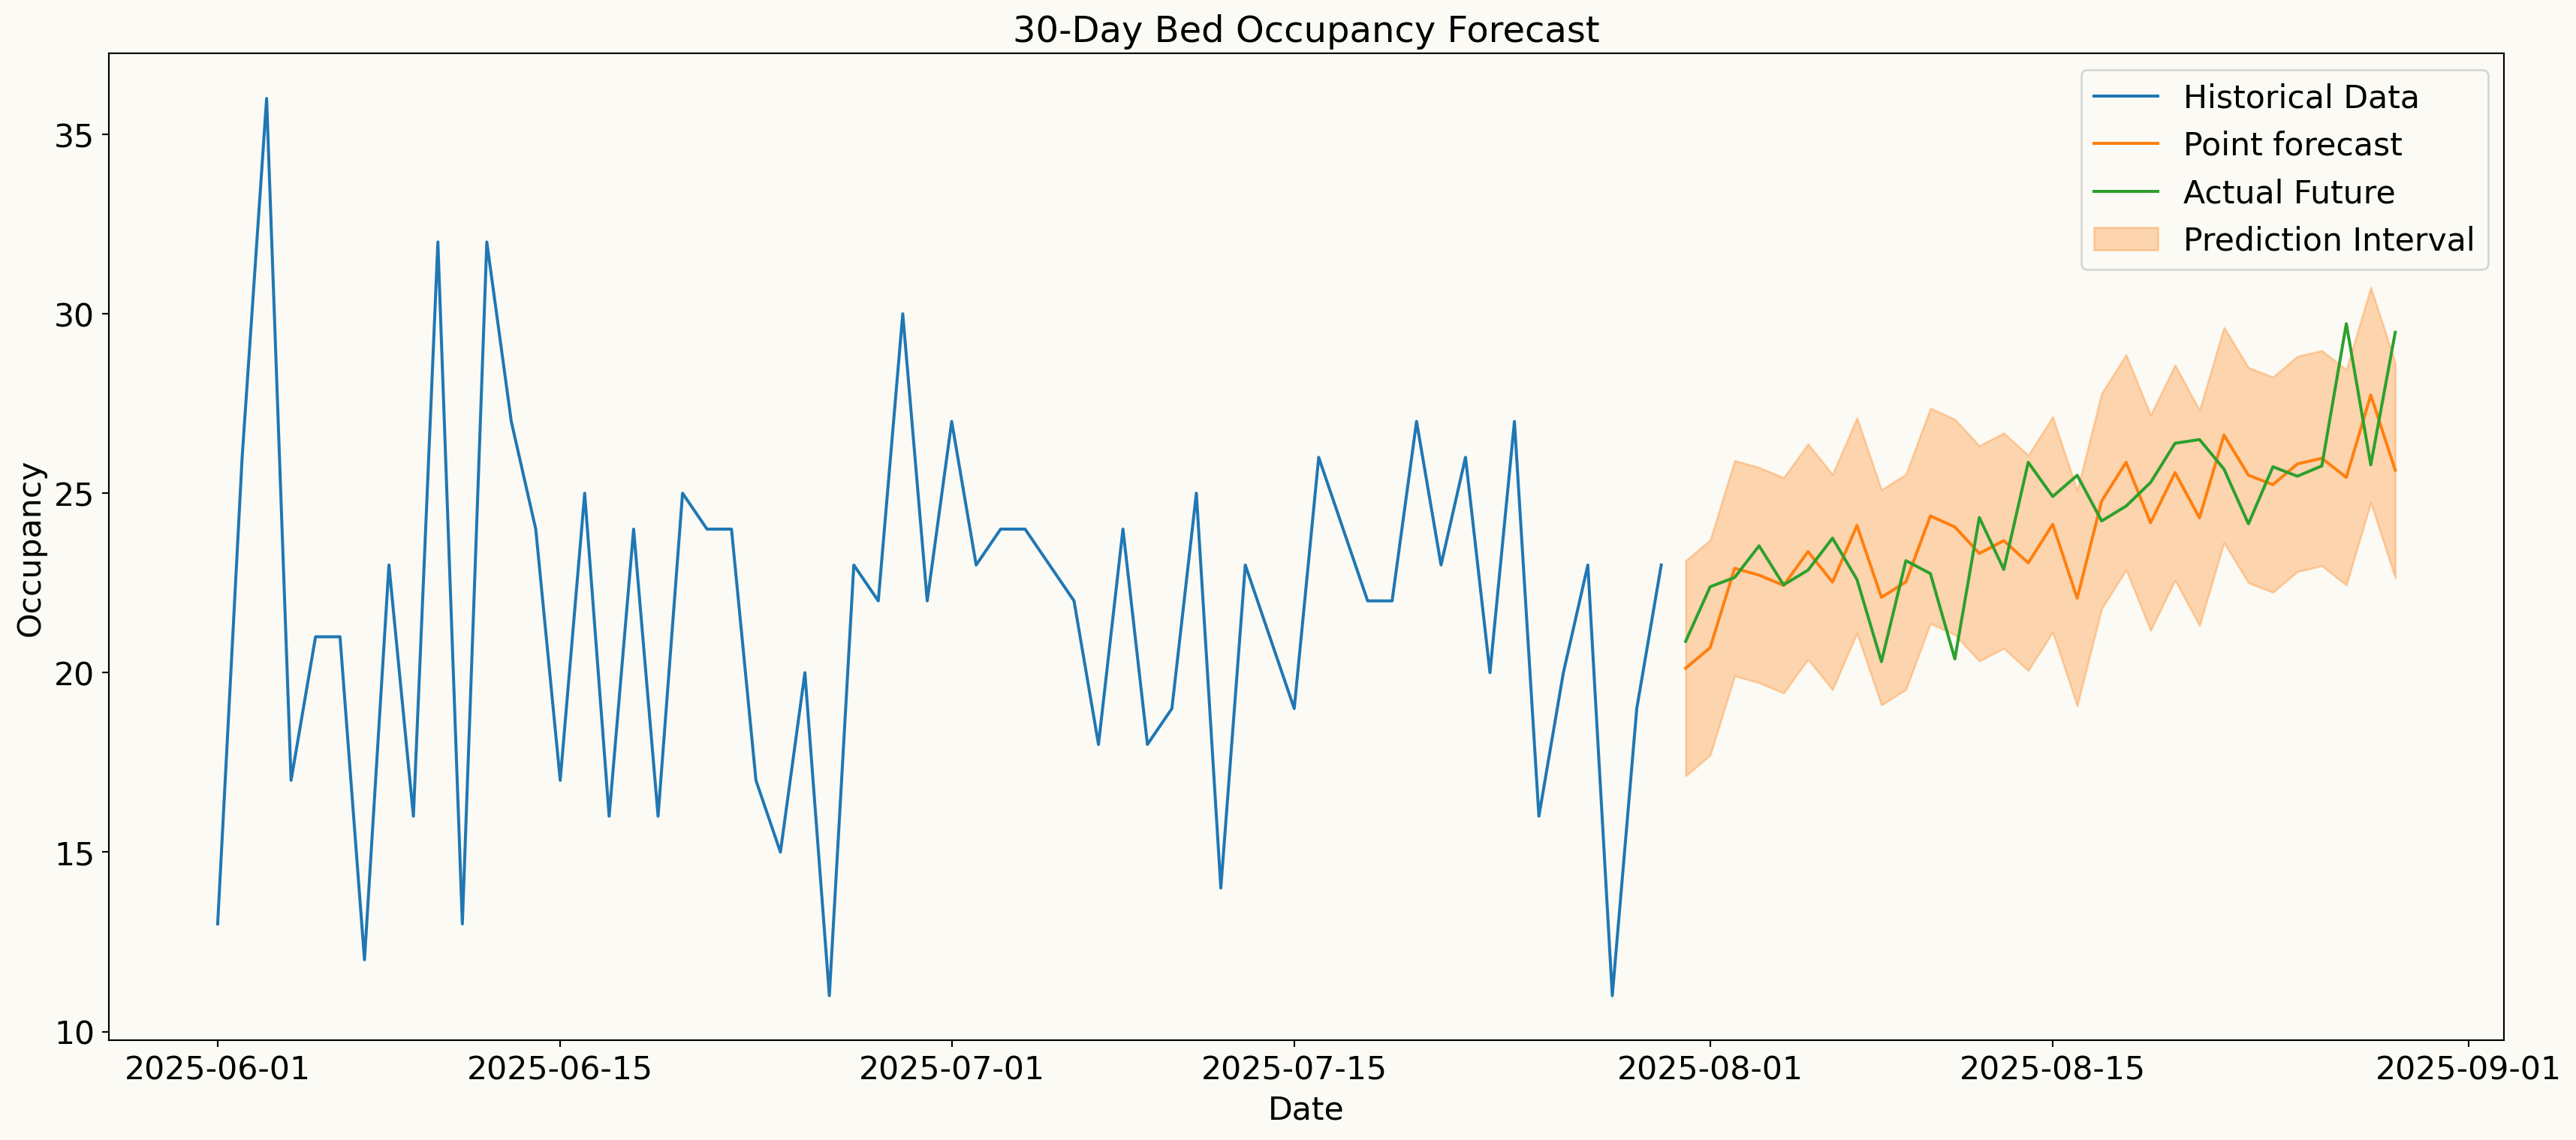 30-Day Bed Occupancy Forecast
Historical Data
Point forecast
Actual Future
Prediction Interval
Occupancy
35
30
25
20
15
10
2025-06-01
2025-06-15
2025-07-01
2025-07-15
2025-08-01
2025-08-15
2025-09-01
Date